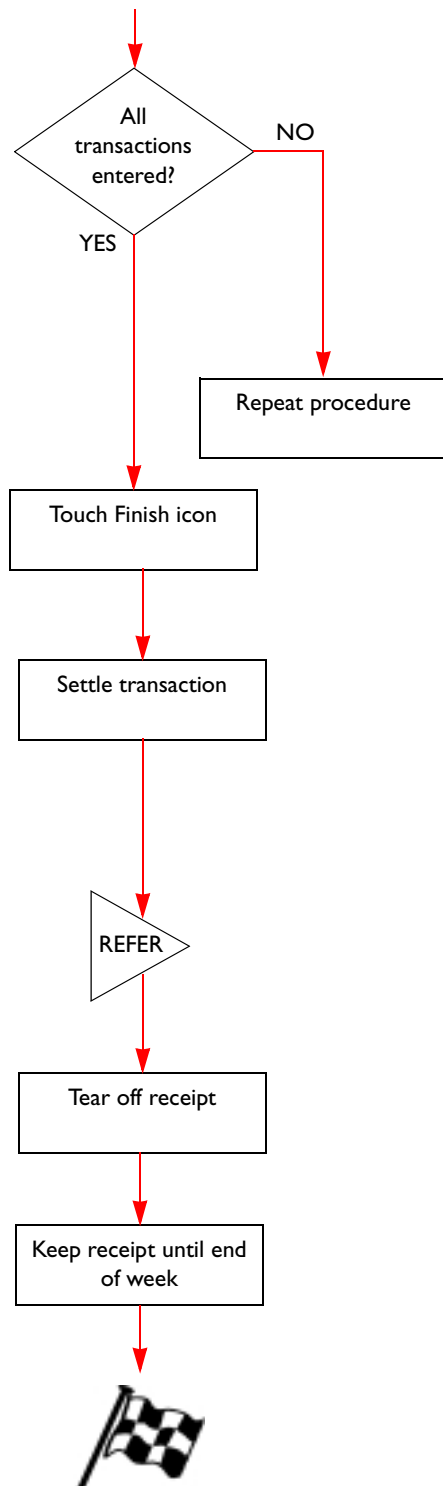 All
transactions
entered?
NO
YES
Repeat procedure
Touch Finish icon
Settle transaction
REFER
Tear off receipt
Keep receipt until end
of week